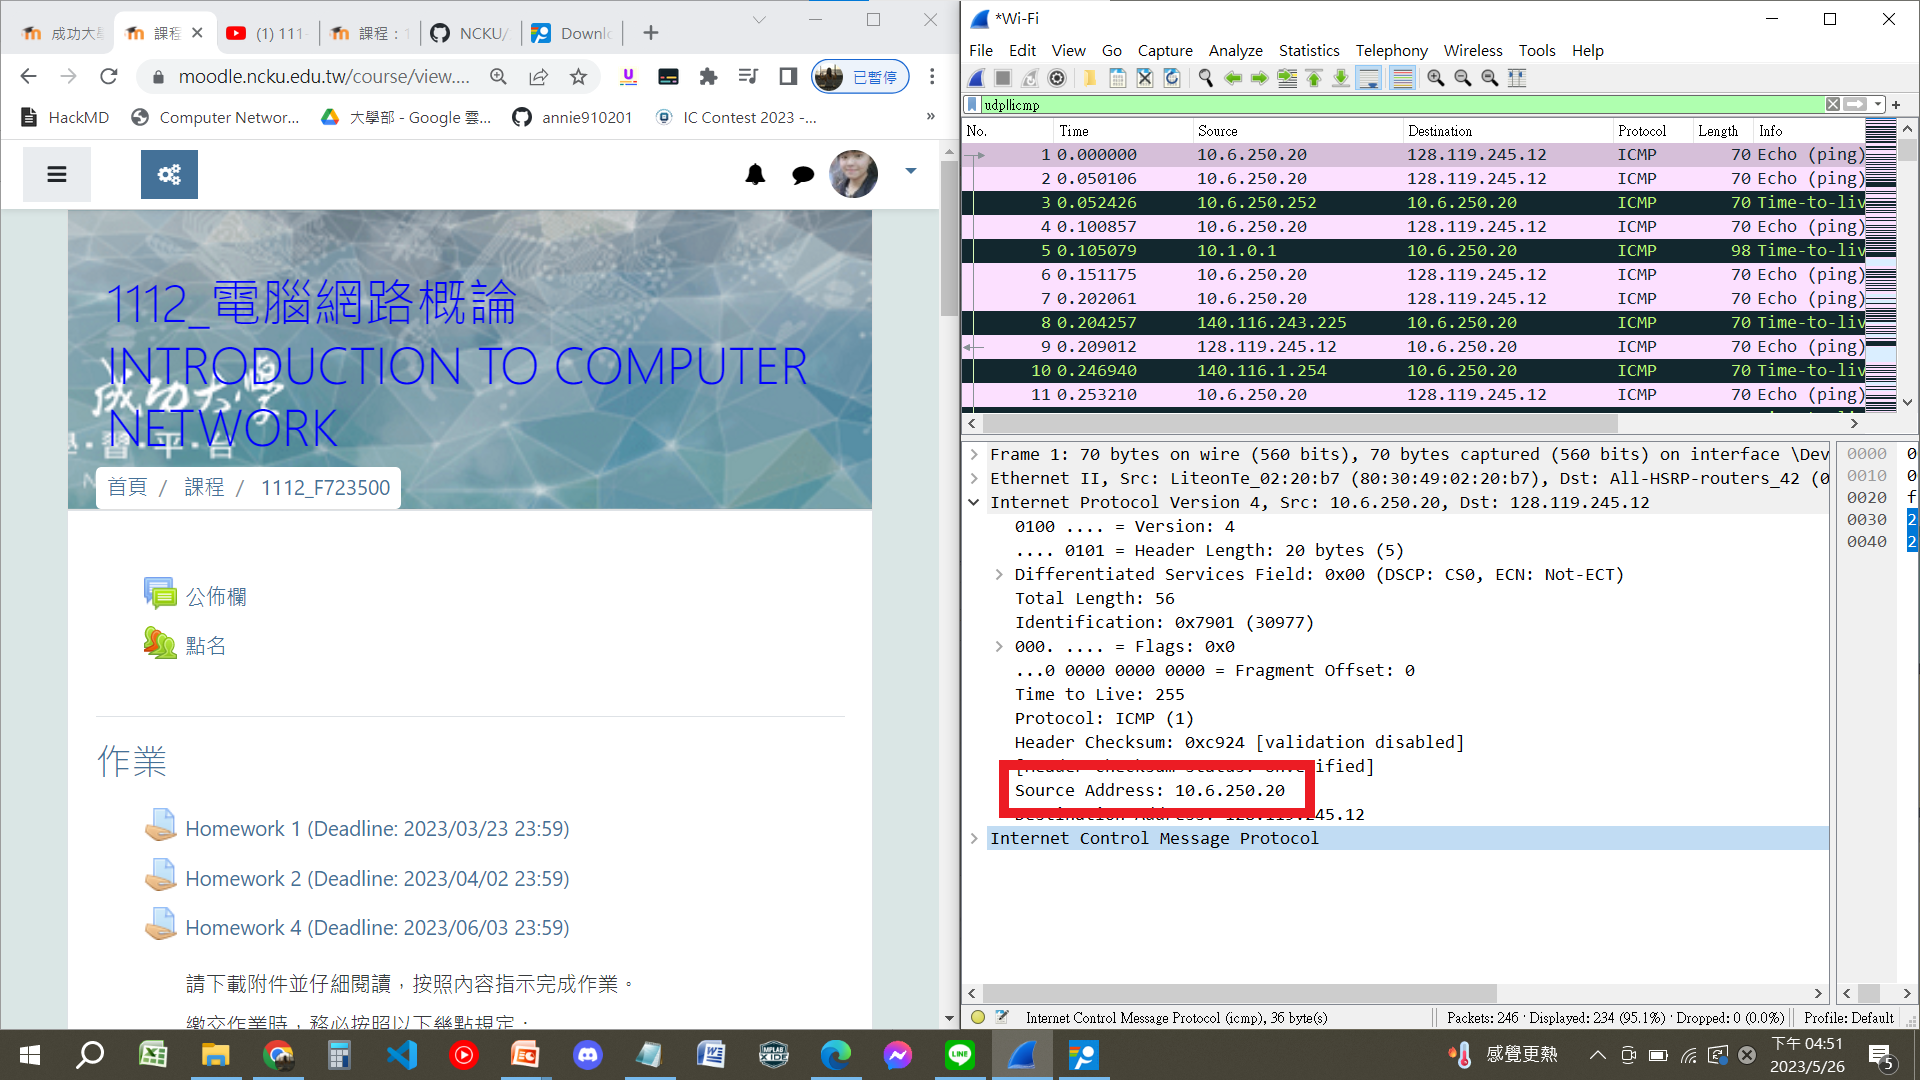 成功大學
課程
(1) 111-
課程：1
NCKU/
Downlo
moodle.ncku.edu.tw/course/view....
已暫停
HackMD
Computer Networ...
大學部 - Google 雲...
annie910201
IC Contest 2023 -...
»
1112_電腦網路概論
INTRODUCTION TO COMPUTER
NETWORK
首頁 / 課程 / 1112_F723500
公佈欄
點名
作業
Homework 1 (Deadline: 2023/03/23 23:59)
Homework 2 (Deadline: 2023/04/02 23:59)
Homework 4 (Deadline: 2023/06/03 23:59)
請下載附件並仔細閱讀，按照內容指示完成作業。
繳交作業時，務必按照以下幾點規定：
*Wi-Fi
File Edit View Go Capture Analyze Statistics Telephony Wireless Tools Help
udp||icmp
No. Time Source Destination Protocol Length Info
1 0.000000 10.6.250.20 128.119.245.12 ICMP 70 Echo (ping)
2 0.050106 10.6.250.20 128.119.245.12 ICMP 70 Echo (ping)
3 0.052426 10.6.250.252 10.6.250.20 ICMP 70 Time-to-liv
4 0.100857 10.6.250.20 128.119.245.12 ICMP 70 Echo (ping)
5 0.105079 10.1.0.1 10.6.250.20 ICMP 98 Time-to-liv
6 0.151175 10.6.250.20 128.119.245.12 ICMP 70 Echo (ping)
7 0.202061 10.6.250.20 128.119.245.12 ICMP 70 Echo (ping)
8 0.204257 140.116.243.225 10.6.250.20 ICMP 70 Time-to-liv
9 0.209012 128.119.245.12 10.6.250.20 ICMP 70 Echo (ping)
10 0.246940 140.116.1.254 10.6.250.20 ICMP 70 Time-to-liv
11 0.253210 10.6.250.20 128.119.245.12 ICMP 70 Echo (ping)
Frame 1: 70 bytes on wire (560 bits), 70 bytes captured (560 bits) on interface \Dev
Ethernet II, Src: LiteonTe_02:20:b7 (80:30:49:02:20:b7), Dst: All-HSRP-routers_42 (0
Internet Protocol Version 4, Src: 10.6.250.20, Dst: 128.119.245.12
0100 .... = Version: 4
.... 0101 = Header Length: 20 bytes (5)
Differentiated Services Field: 0x00 (DSCP: CS0, ECN: Not-ECT)
Total Length: 56
Identification: 0x7901 (30977)
000. .... = Flags: 0x0
...0 0000 0000 0000 = Fragment Offset: 0
Time to Live: 255
Protocol: ICMP (1)
Header Checksum: 0xc924 [validation disabled]
[Header checksum status: Unverified]
Source Address: 10.6.250.20
Destination Address: 128.119.245.12
Internet Control Message Protocol
0000 0
0010 0
0020 f
0030 2
0040 2
Internet Control Message Protocol (icmp), 36 byte(s)
Packets: 246 · Displayed: 234 (95.1%) · Dropped: 0 (0.0%)
Profile: Default
感覺更熱
下午 04:51
2023/5/26
5